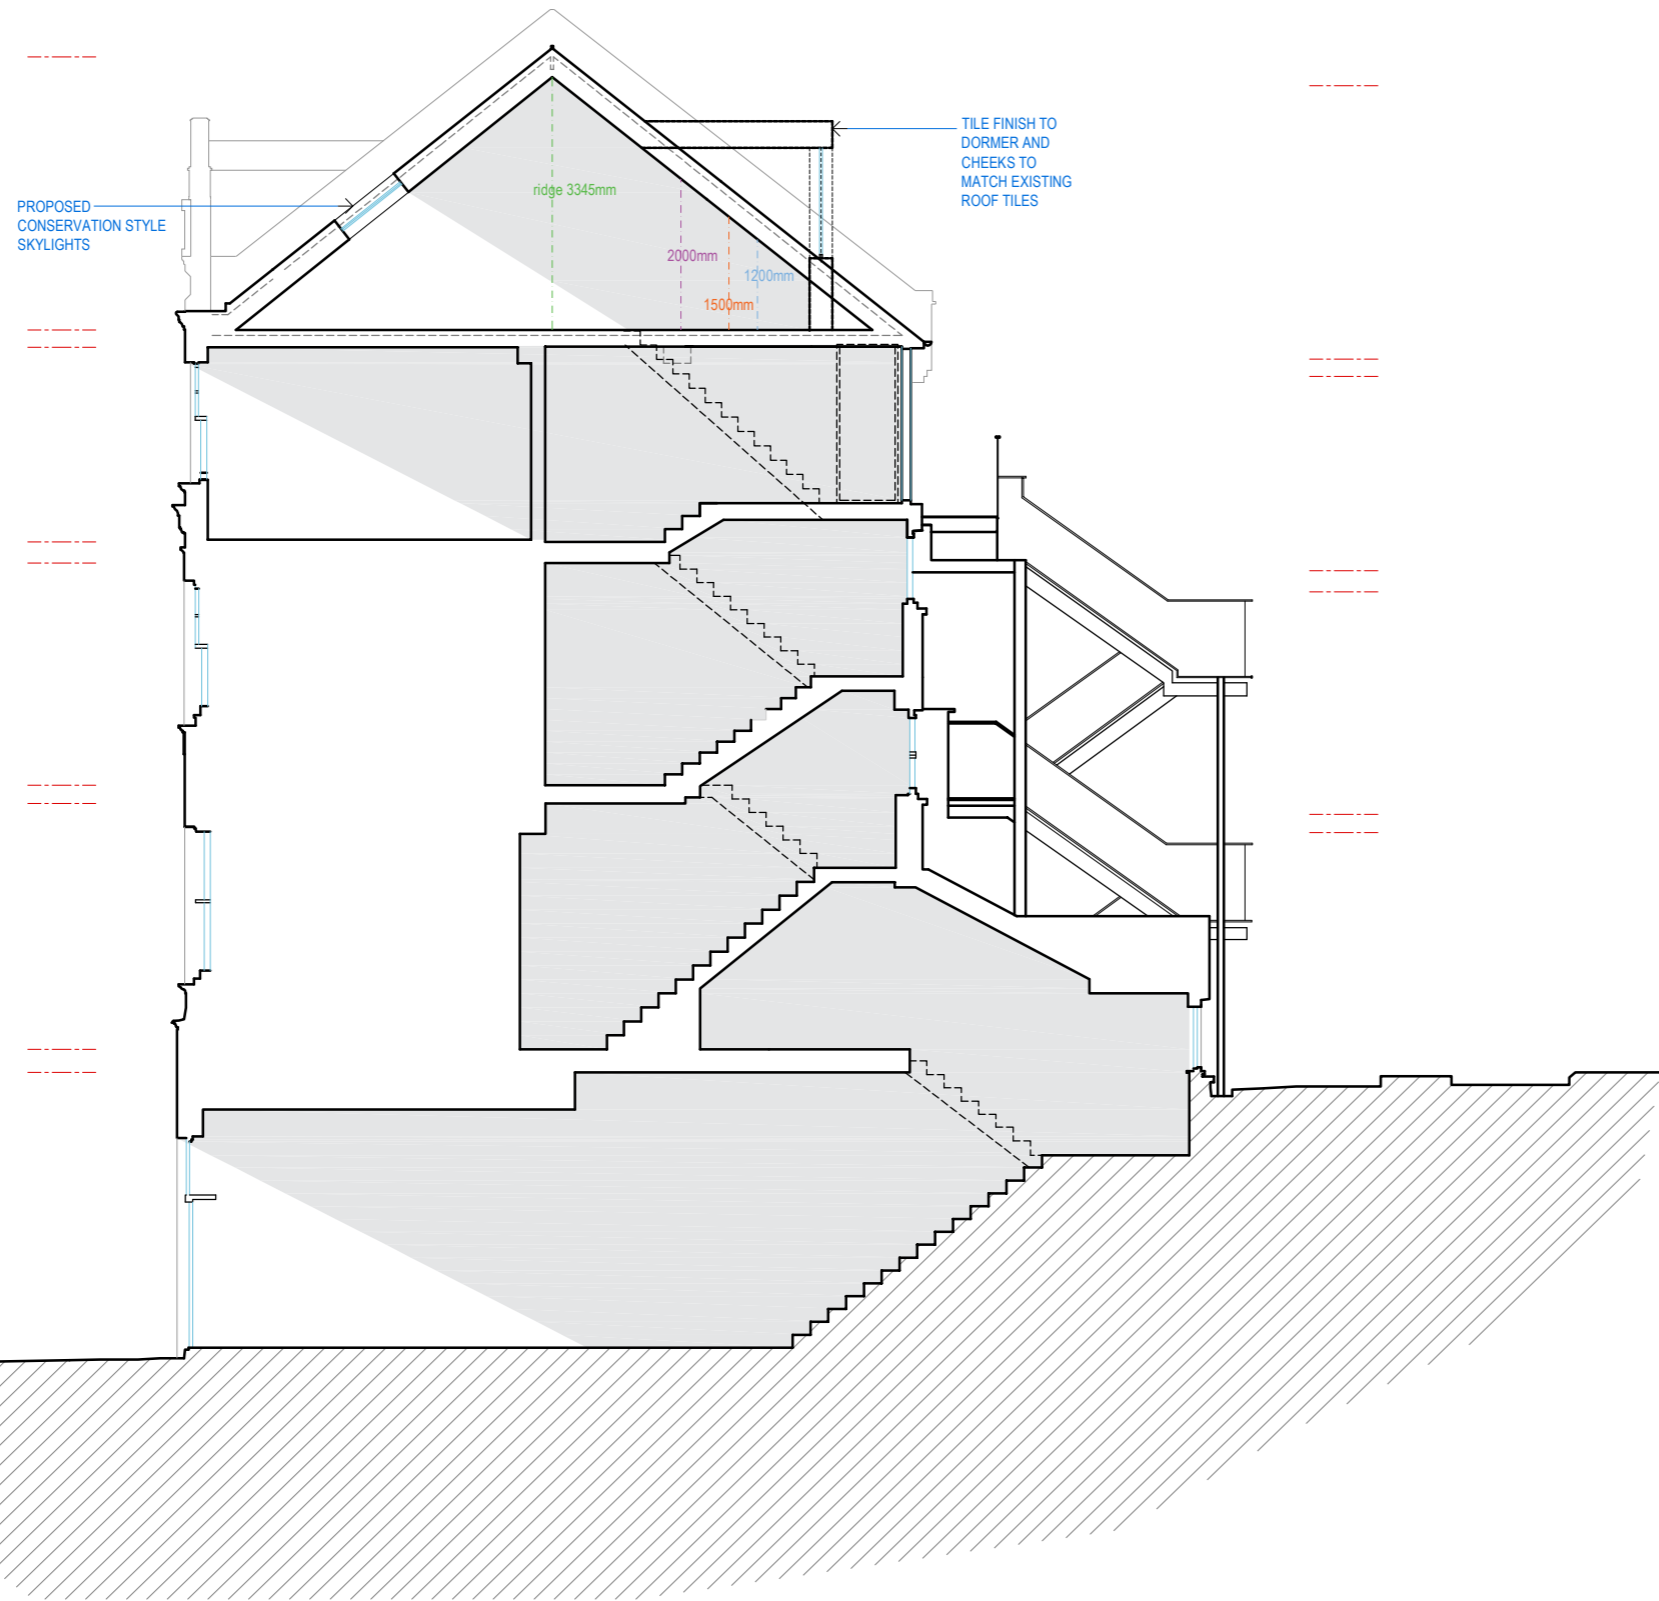 TILE FINISH TO
DORMER AND
CHEEKS TO
MATCH EXISTING
ROOF TILES
PROPOSED
CONSERVATION STYLE
SKYLIGHTS
ridge 3345mm
2000mm
1200mm
1500mm